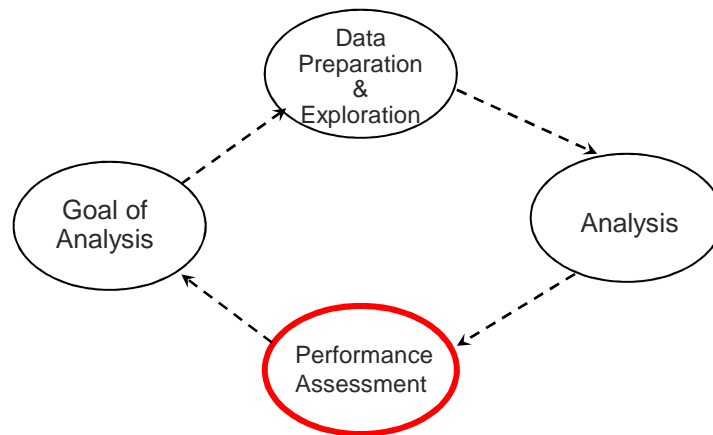 Data
Preparation
&
Exploration
Goal of
Analysis
Analysis
Performance
Assessment